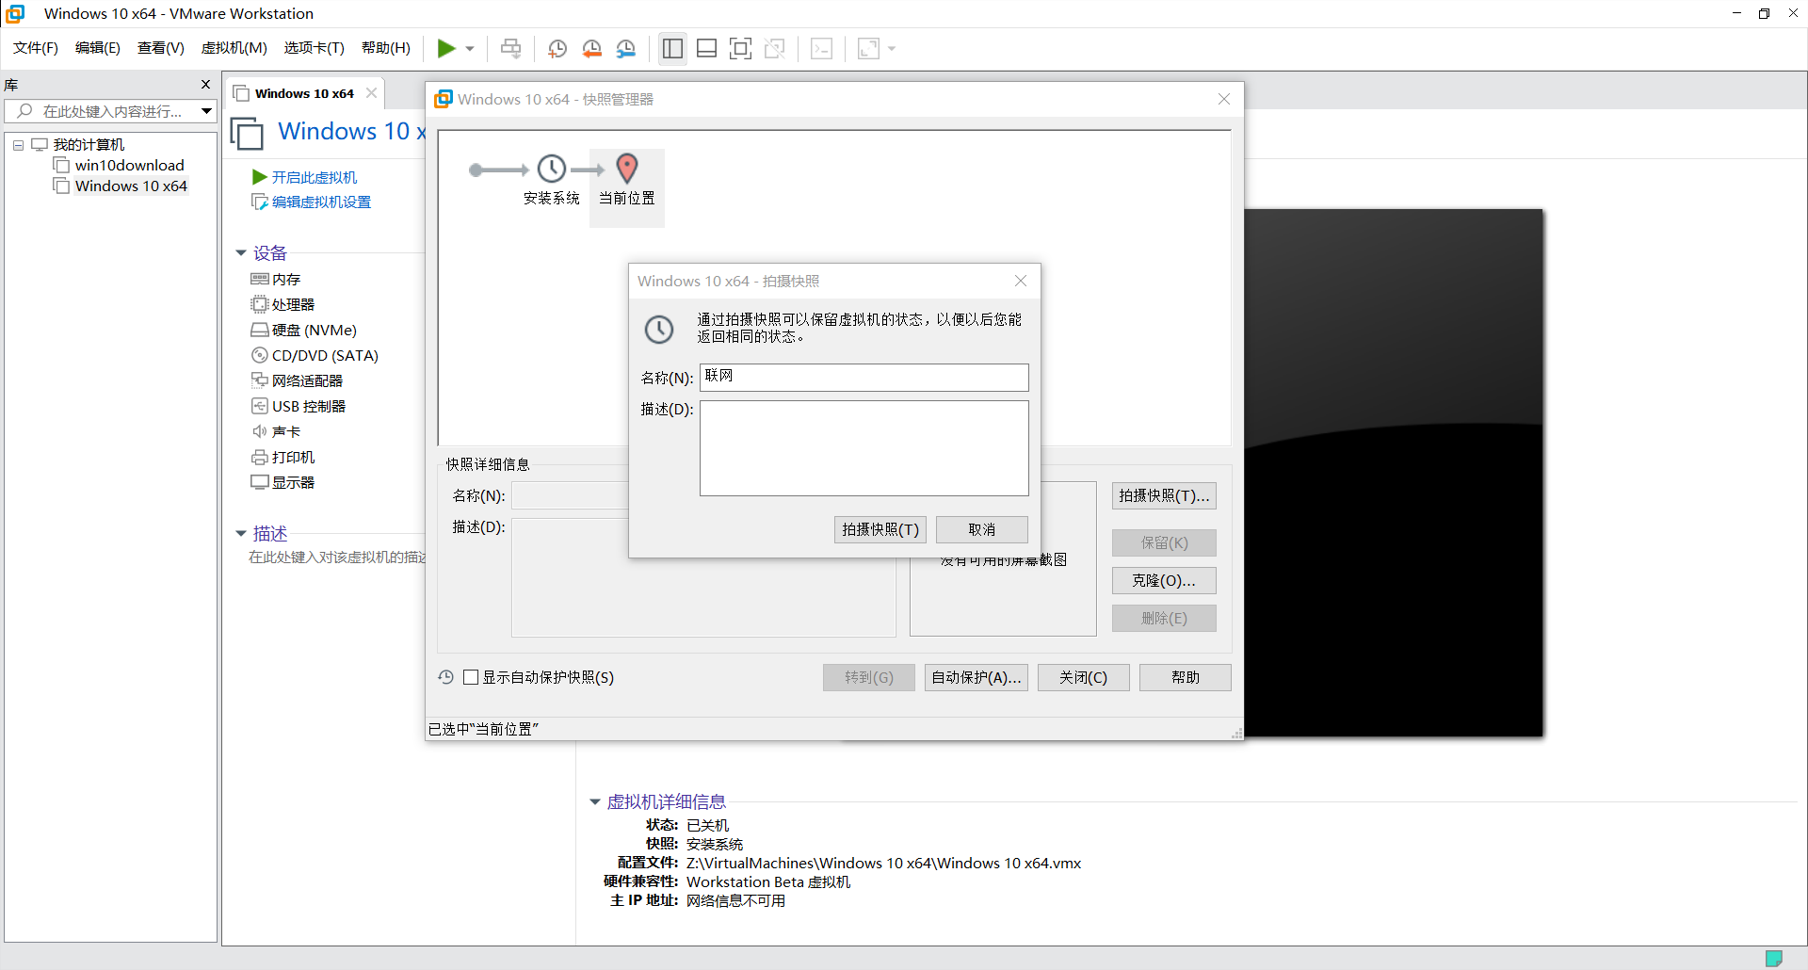 Windows 10 x64 - VMware Workstation
文件(F) 编辑(E) 查看(V) 虚拟机(M) 选项卡(T) 帮助(H)
库
在此处键入内容进行...
我的计算机
win10download
Windows 10 x64
Windows 10 x64
Windows 10 x
开启此虚拟机
编辑虚拟机设置
设备
内存
处理器
硬盘 (NVMe)
CD/DVD (SATA)
网络适配器
USB 控制器
声卡
打印机
显示器
描述
在此处键入对该虚拟机的描述
Windows 10 x64 - 快照管理器
安装系统
当前位置
Windows 10 x64 - 拍摄快照
通过拍摄快照可以保留虚拟机的状态，以便以后您能
返回相同的状态。
名称(N): 联网
描述(D):
拍摄快照(T) 取消
快照详细信息
名称(N):
描述(D):
没有可用的屏幕截图
拍摄快照(T)...
保留(K)
克隆(O)...
删除(E)
显示自动保护快照(S)
转到(G) 自动保护(A)... 关闭(C) 帮助
已选中“当前位置”
虚拟机详细信息
状态: 已关机
快照: 安装系统
配置文件: Z:\VirtualMachines\Windows 10 x64\Windows 10 x64.vmx
硬件兼容性: Workstation Beta 虚拟机
主 IP 地址: 网络信息不可用